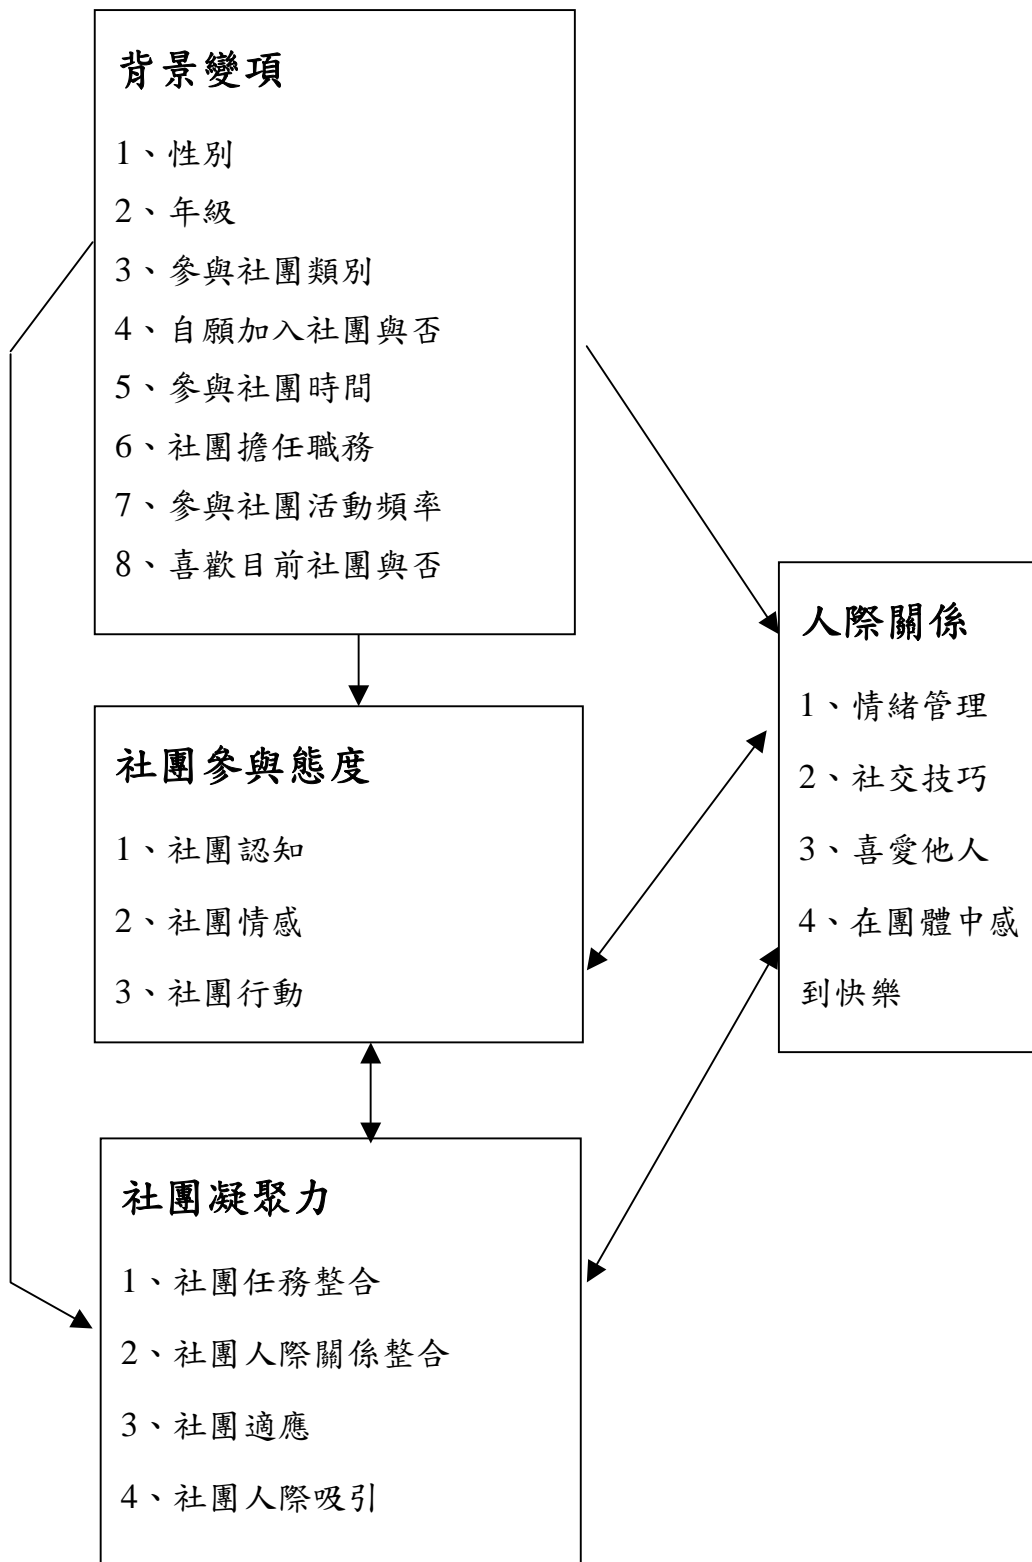 背景變項
1、性別
2、年級
3、參與社團類別
4、自願加入社團與否
5、參與社團時間
6、社團擔任職務
7、參與社團活動頻率
8、喜歡目前社團與否
人際關係
1、情緒管理
2、社交技巧
3、喜愛他人
4、在團體中感
到快樂
社團參與態度
1、社團認知
2、社團情感
3、社團行動
社團凝聚力
1、社團任務整合
2、社團人際關係整合
3、社團適應
4、社團人際吸引